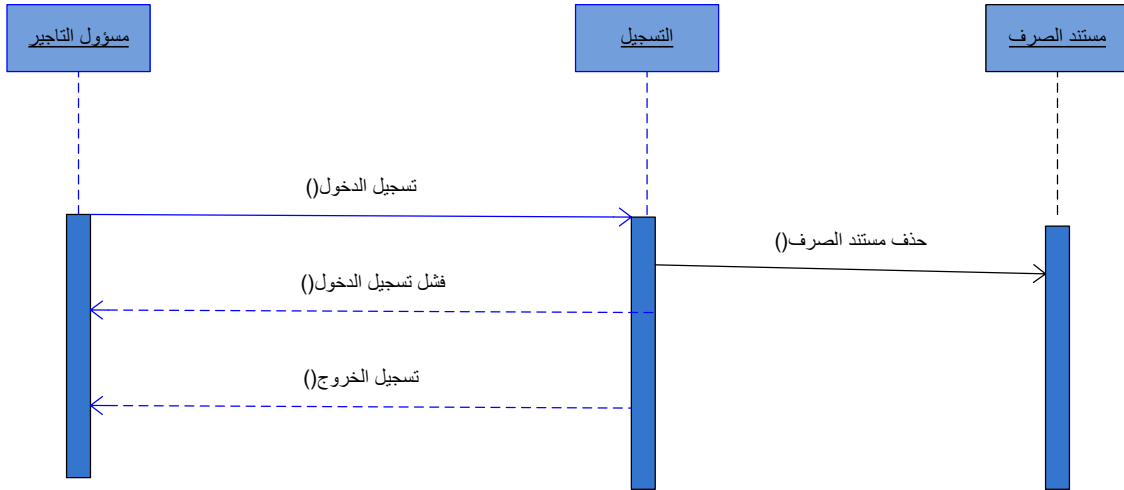 مسؤول التاجير
التسجيل
مستند الصرف
تسجيل الدخول()
حذف مستند الصرف()
فشل تسجيل الدخول()
تسجيل الخروج()